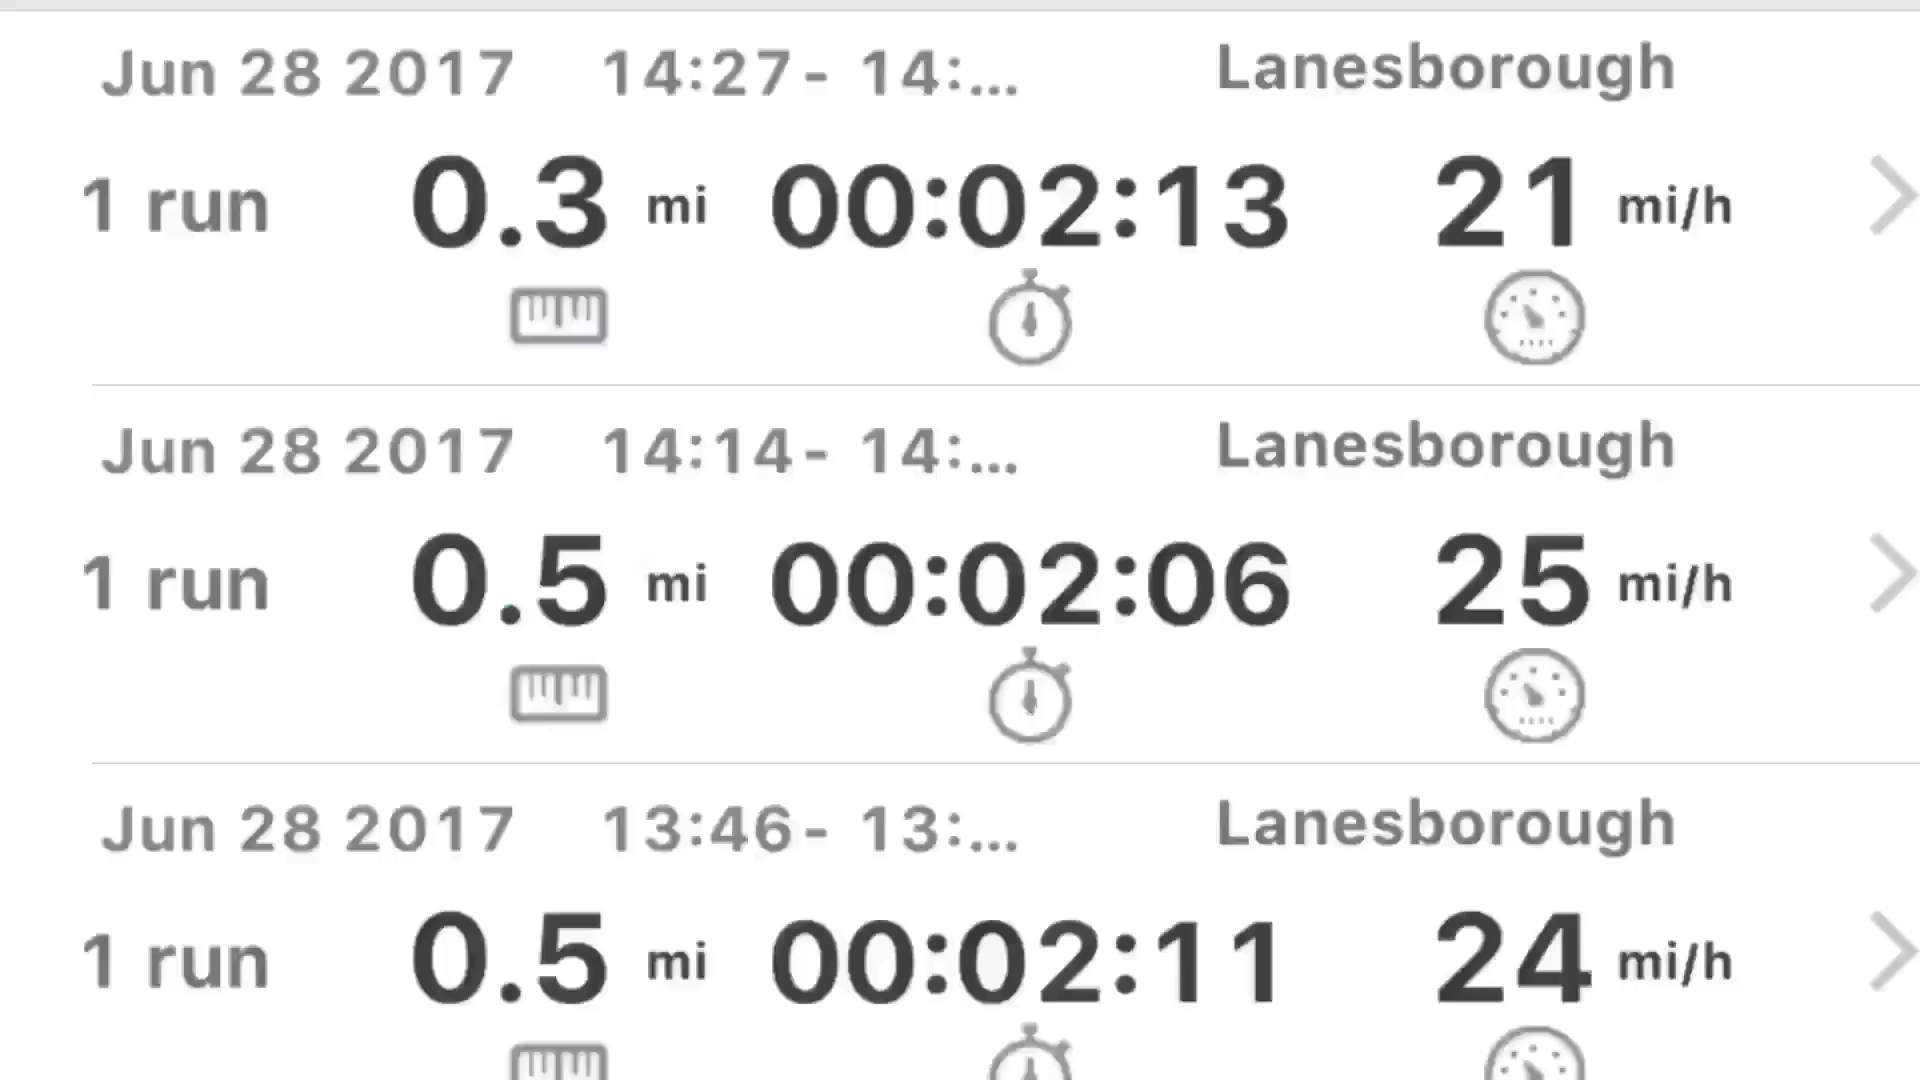 Jun 28 2017 14:27- 14:... Lanesborough
1 run 0.3 mi 00:02:13 21 mi/h
Jun 28 2017 14:14- 14:... Lanesborough
1 run 0.5 mi 00:02:06 25 mi/h
Jun 28 2017 13:46- 13:... Lanesborough
1 run 0.5 mi 00:02:11 24 mi/h